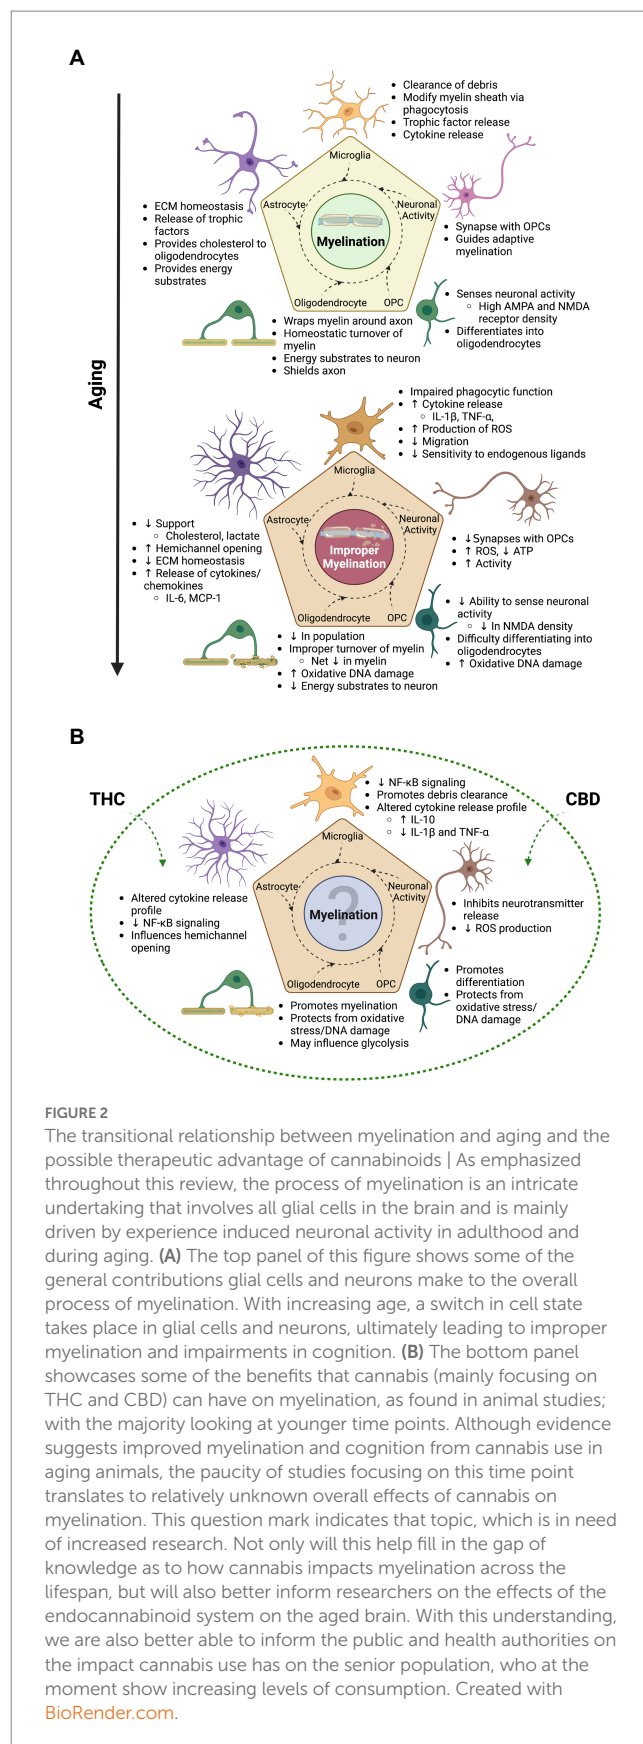 A
Aging
• Clearance of debris
• Modify myelin sheath via
phagocytosis
• Trophic factor release
• Cytokine release
Microglia
Astrocyte
Neuronal
Activity
Myelination
Oligodendrocyte
OPC
• ECM homeostasis
• Release of trophic
factors
• Provides cholesterol to
oligodendrocytes
• Provides energy
substrates
• Synapse with OPCs
• Guides adaptive
myelination
• Wraps myelin around axon
• Homeostatic turnover of
myelin
• Energy substrates to neuron
• Shields axon
• Senses neuronal activity
○ High AMPA and NMDA
receptor density
• Differentiates into
oligodendrocytes
• Impaired phagocytic function
• ↑ Cytokine release
○ IL-1β, TNF-α,
• ↑ Production of ROS
• ↓ Migration
• ↓ Sensitivity to endogenous ligands
Microglia
Astrocyte
Neuronal
Activity
Improper
Myelination
Oligodendrocyte
OPC
• ↓ Support
○ Cholesterol, lactate
• ↑ Hemichannel opening
• ↓ ECM homeostasis
• ↑ Release of cytokines/
chemokines
○ IL-6, MCP-1
• ↓Synapses with OPCs
• ↑ ROS, ↓ ATP
• ↑ Activity
• ↓ In population
• Improper turnover of myelin
○ Net ↓ in myelin
• ↑ Oxidative DNA damage
• ↓ Energy substrates to neuron
• ↓ Ability to sense neuronal
activity
○ ↓ In NMDA density
• Difficulty differentiating into
oligodendrocytes
• ↑ Oxidative DNA damage
B
THC
CBD
• ↓ NF-κB signaling
• Promotes debris clearance
• Altered cytokine release profile
○ ↑ IL-10
○ ↓ IL-1β and TNF-α
Microglia
Astrocyte
Neuronal
Activity
?
Myelination
Oligodendrocyte
OPC
• Altered cytokine release
profile
• ↓ NF-κB signaling
• Influences hemichannel
opening
• Inhibits neurotransmitter
release
• ↓ ROS production
• Promotes myelination
• Protects from oxidative
stress/DNA damage
• May influence glycolysis
• Promotes
differentiation
• Protects from
oxidative stress/
DNA damage
FIGURE 2
The transitional relationship between myelination and aging and the
possible therapeutic advantage of cannabinoids | As emphasized
throughout this review, the process of myelination is an intricate
undertaking that involves all glial cells in the brain and is mainly
driven by experience induced neuronal activity in adulthood and
during aging. (A) The top panel of this figure shows some of the
general contributions glial cells and neurons make to the overall
process of myelination. With increasing age, a switch in cell state
takes place in glial cells and neurons, ultimately leading to improper
myelination and impairments in cognition. (B) The bottom panel
showcases some of the benefits that cannabis (mainly focusing on
THC and CBD) can have on myelination, as found in animal studies;
with the majority looking at younger time points. Although evidence
suggests improved myelination and cognition from cannabis use in
aging animals, the paucity of studies focusing on this time point
translates to relatively unknown overall effects of cannabis on
myelination. This question mark indicates that topic, which is in need
of increased research. Not only will this help fill in the gap of
knowledge as to how cannabis impacts myelination across the
lifespan, but will also better inform researchers on the effects of the
endocannabinoid system on the aged brain. With this understanding,
we are also better able to inform the public and health authorities on
the impact cannabis use has on the senior population, who at the
moment show increasing levels of consumption. Created with
BioRender.com.